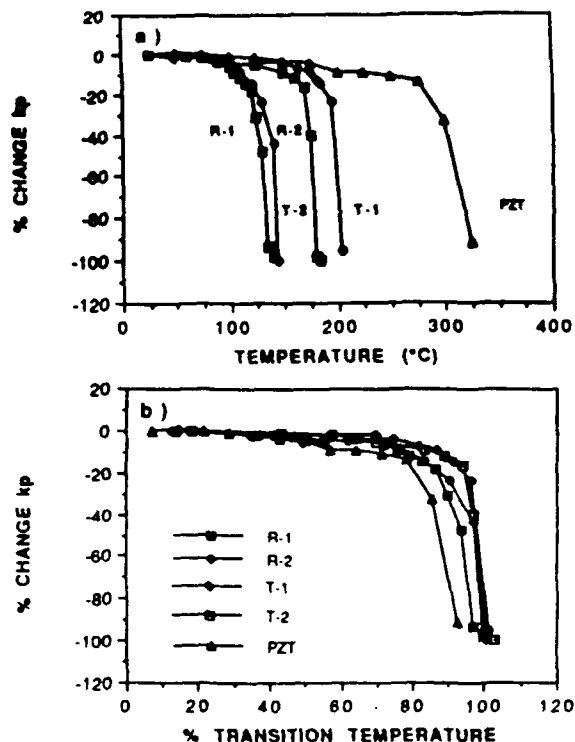 20
a)
0
-20
-40
R-1
R-2
-60
T-2
T-1
PZT
-80
-100
-120
0
100
200
300
400
% CHANGE kp
TEMPERATURE (°C)
20
b)
0
-20
-40
-60
-80
-100
-120
R-1
R-2
T-1
T-2
PZT
0
20
40
60
80
100
120
% CHANGE kp
% TRANSITION TEMPERATURE